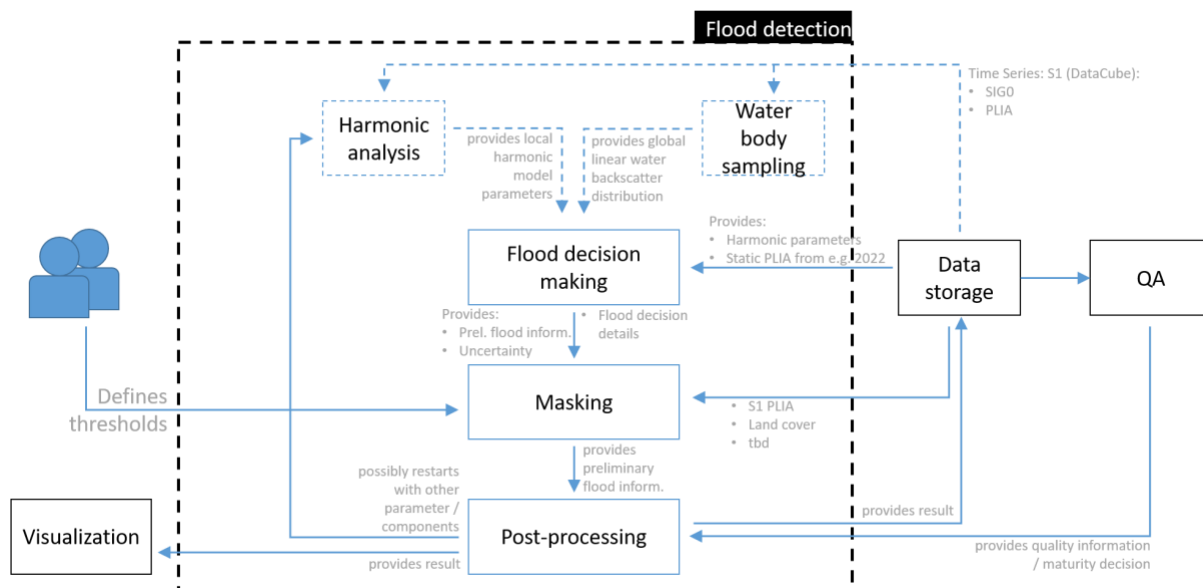 Flood detection
Time Series: S1 (DataCube):
• SIG0
• PLIA
Harmonic
analysis
Water
body
sampling
provides local
harmonic
model
parameters
provides global
linear water
backscatter
distribution
Provides:
• Harmonic parameters
• Static PLIA from e.g. 2022
Flood decision
making
Data
storage
QA
Provides:
• Prel. flood inform.
• Uncertainty
• Flood decision
details
Defines
thresholds
Masking
• S1 PLIA
• Land cover
• tbd
provides
preliminary
flood inform.
possibly restarts
with other
parameter /
components
Visualization
Post-processing
provides result
provides result
provides quality information
/ maturity decision